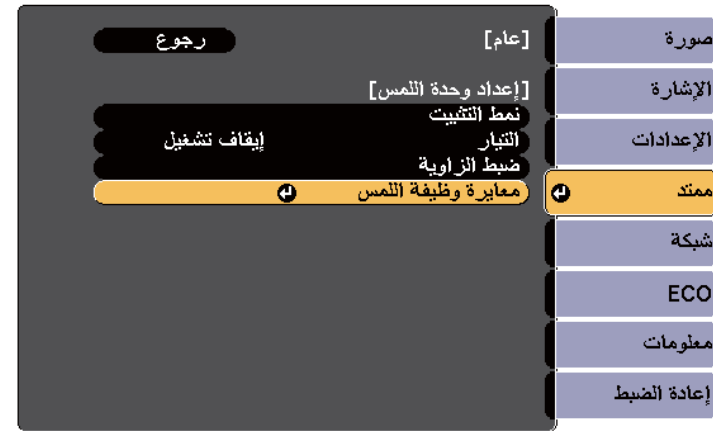 صورة
الإشارة
الإعدادات
ممتد
شبكة
ECO
معلومات
إعادة الضبط
[عام] رجوع
[إعداد وحدة اللمس]
نمط التثبيت
التيار إيقاف تشغيل
ضبط الزاوية
معايرة وظيفة اللمس